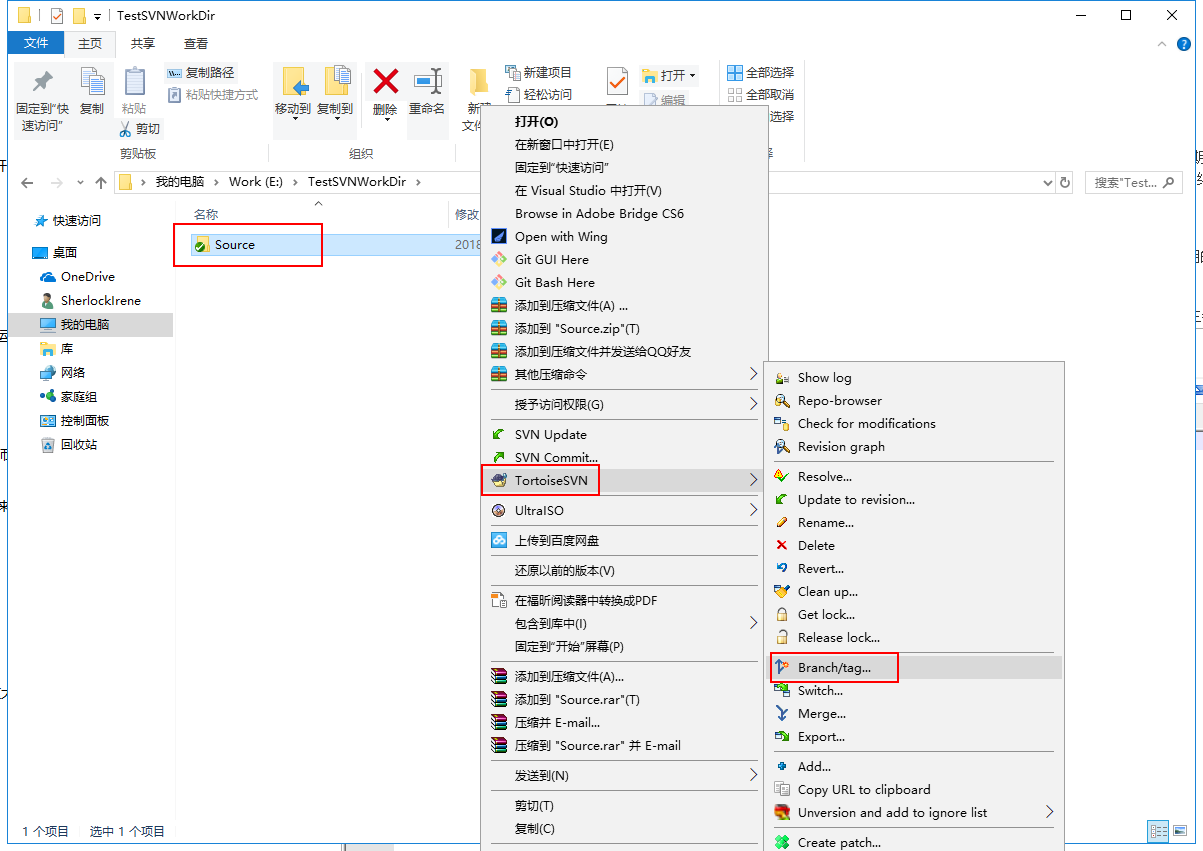 TestSVNWorkDir
文件 主页 共享 查看
固定到"快速访问"
复制
粘贴
复制路径
粘贴快捷方式
剪切
剪贴板
移动到
复制到
删除
重命名
组织
新建
文件
新建项目
轻松访问
打开
编辑
全部选择
全部取消
选择
我的电脑 Work (E:) TestSVNWorkDir
搜索"Test...
快速访问
桌面
OneDrive
SherlockIrene
我的电脑
库
网络
家庭组
控制面板
回收站
名称 修改
Source 2018
打开(O)
在新窗口中打开(E)
固定到"快速访问"
在 Visual Studio 中打开(V)
Browse in Adobe Bridge CS6
Open with Wing
Git GUI Here
Git Bash Here
添加到压缩文件(A) ...
添加到 "Source.zip"(T)
添加到压缩文件并发送给QQ好友
其他压缩命令
授予访问权限(G)
SVN Update
SVN Commit...
TortoiseSVN
UltraISO
上传到百度网盘
还原以前的版本(V)
在福昕阅读器中转换成PDF
包含到库中(I)
固定到"开始"屏幕(P)
添加到压缩文件(A)...
添加到 "Source.rar"(T)
压缩并 E-mail...
压缩到 "Source.rar" 并 E-mail
发送到(N)
剪切(T)
复制(C)
Show log
Repo-browser
Check for modifications
Revision graph
Resolve...
Update to revision...
Rename...
Delete
Revert...
Clean up...
Get lock...
Release lock...
Branch/tag...
Switch...
Merge...
Export...
Add...
Copy URL to clipboard
Unversion and add to ignore list
Create patch...
1 个项目 选中 1 个项目